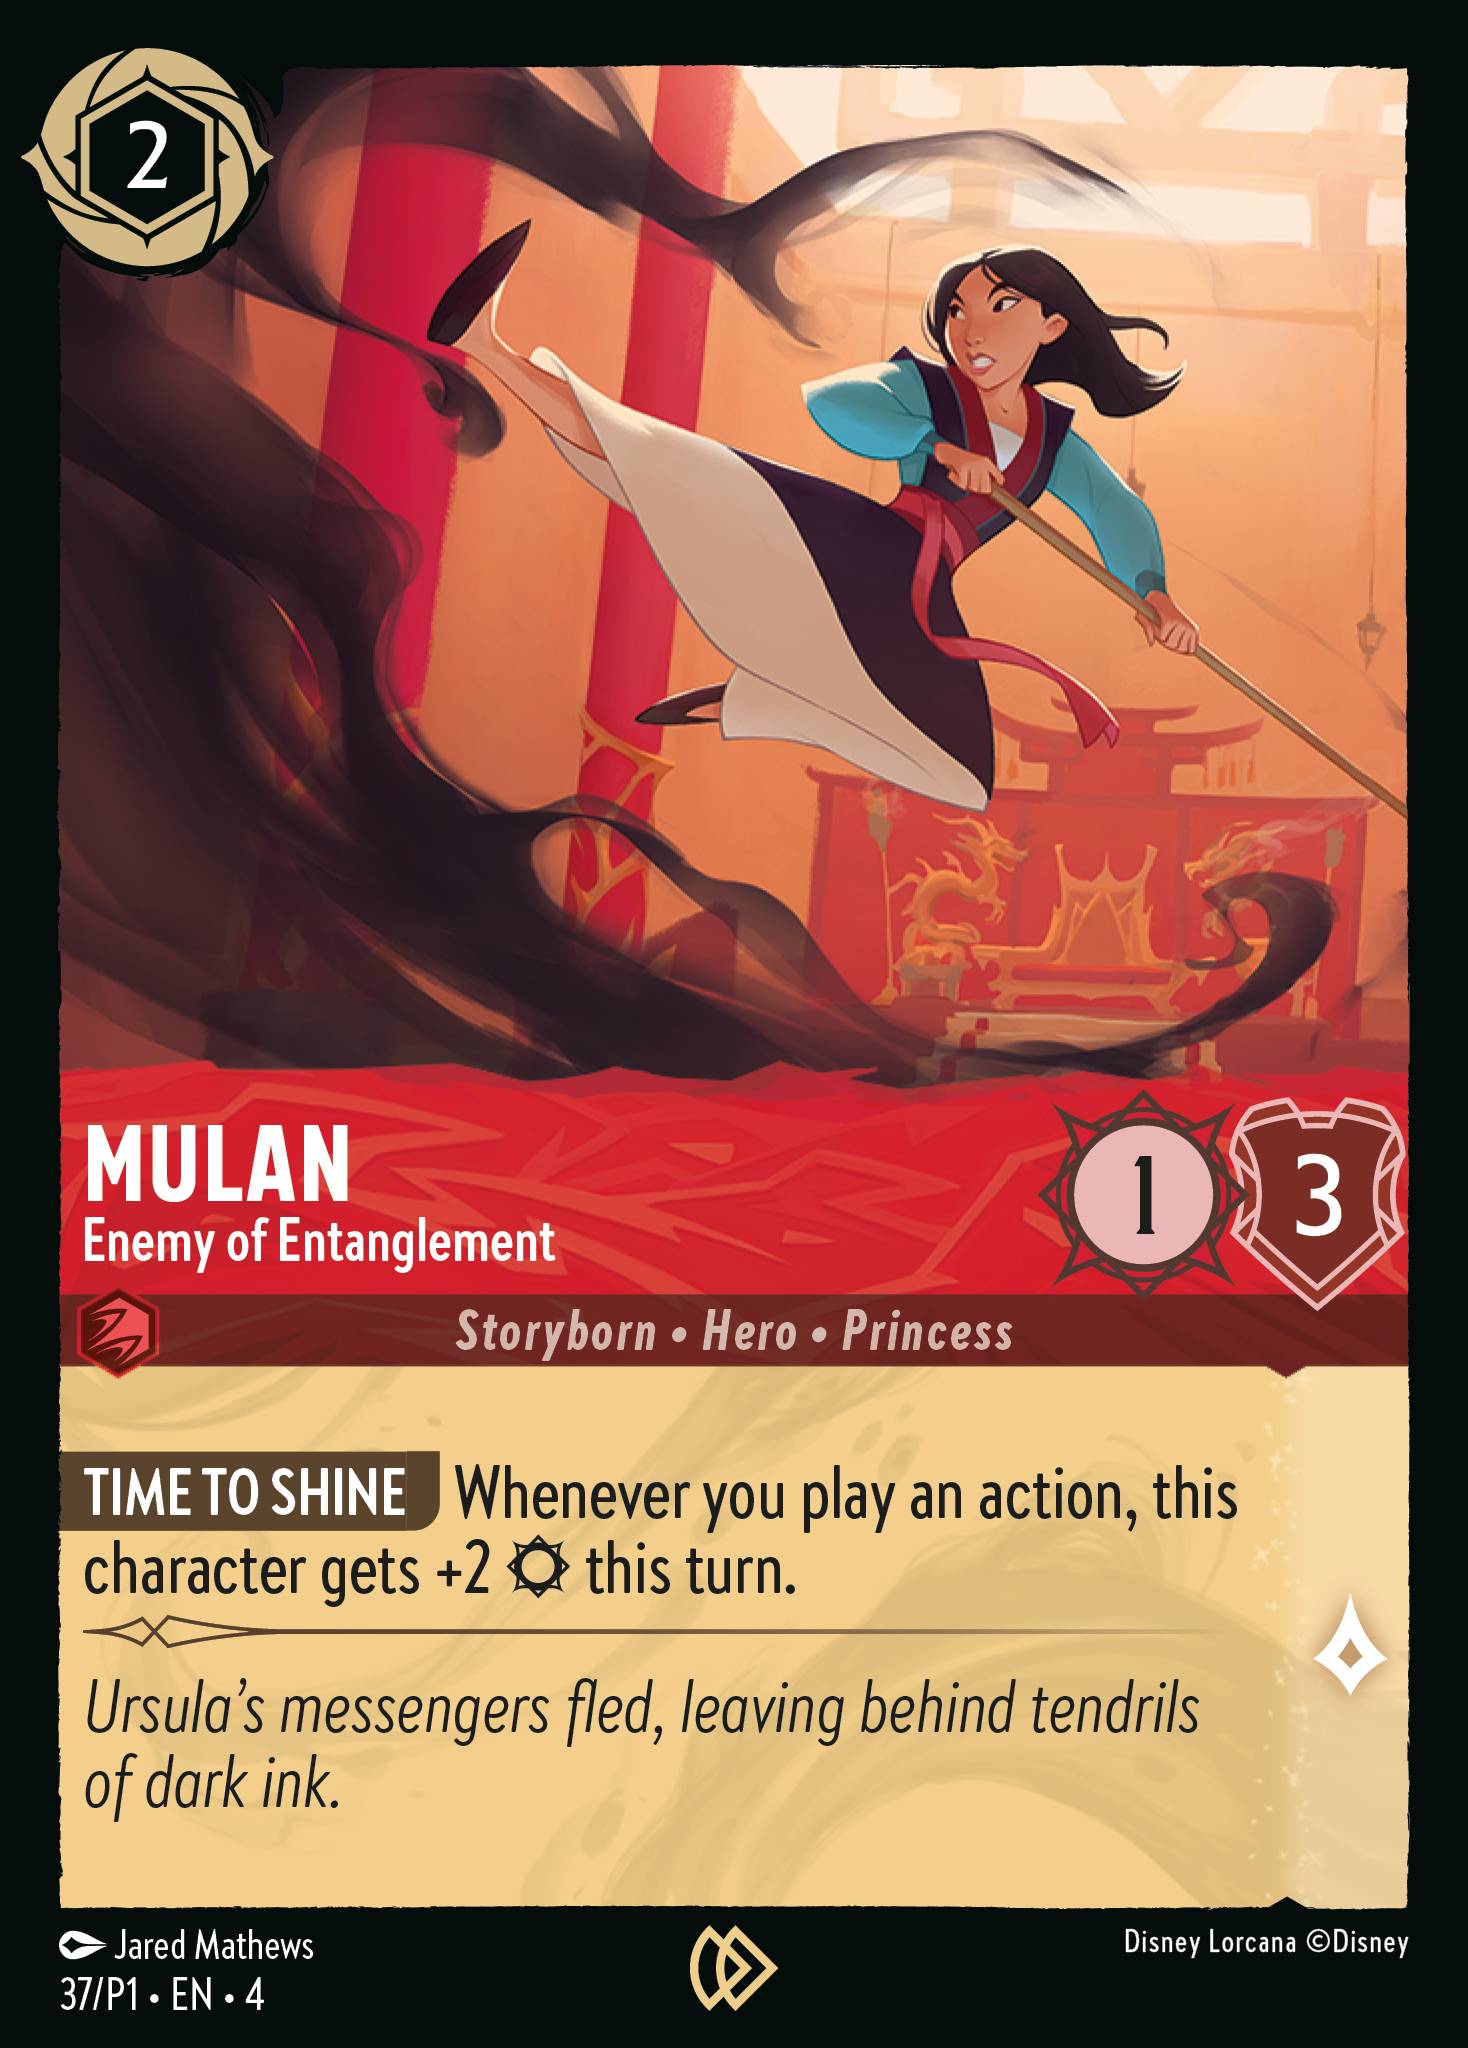 2
MULAN
Enemy of Entanglement
1
3
Storyborn • Hero • Princess
TIME TO SHINE Whenever you play an action, this
character gets +2 this turn.
Ursula’s messengers fled, leaving behind tendrils
of dark ink.
Jared Mathews
Disney Lorcana ©Disney
37/P1 • EN • 4